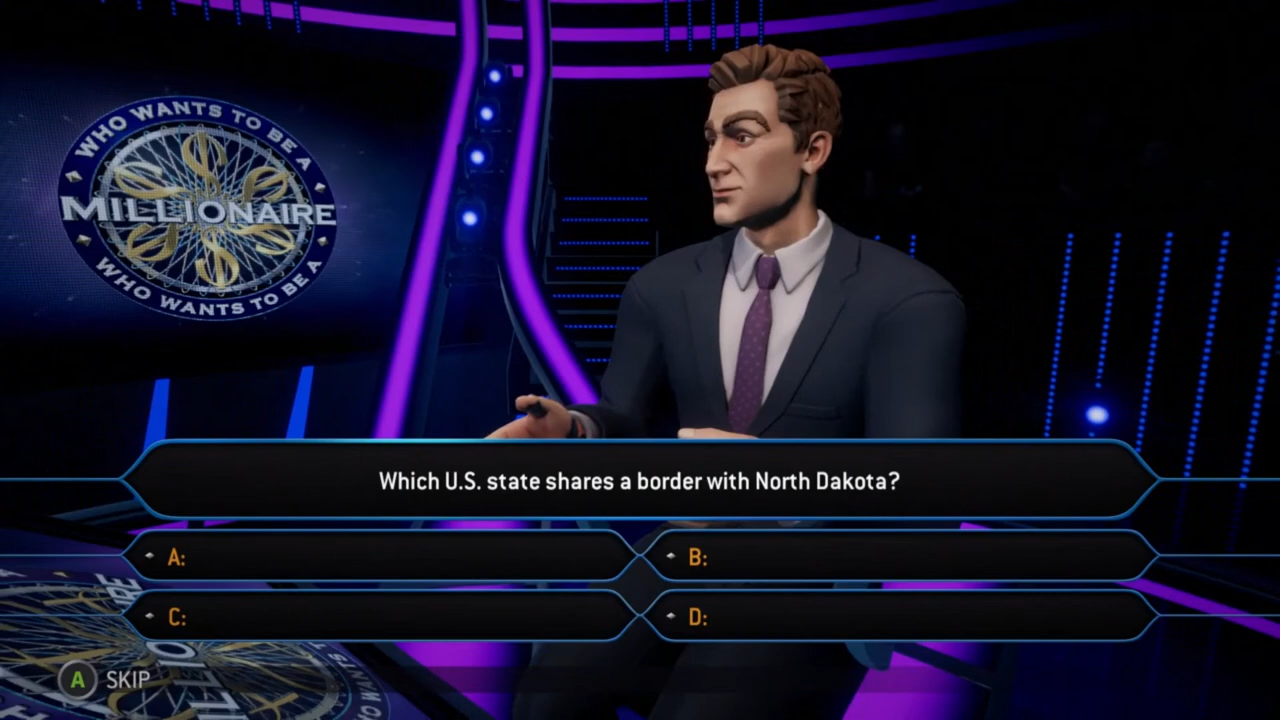 WHO WANTS TO BE A
MILLIONAIRE
WHO WANTS TO BE A
Which U.S. state shares a border with North Dakota?
A:
B:
C:
D:
A SKIP